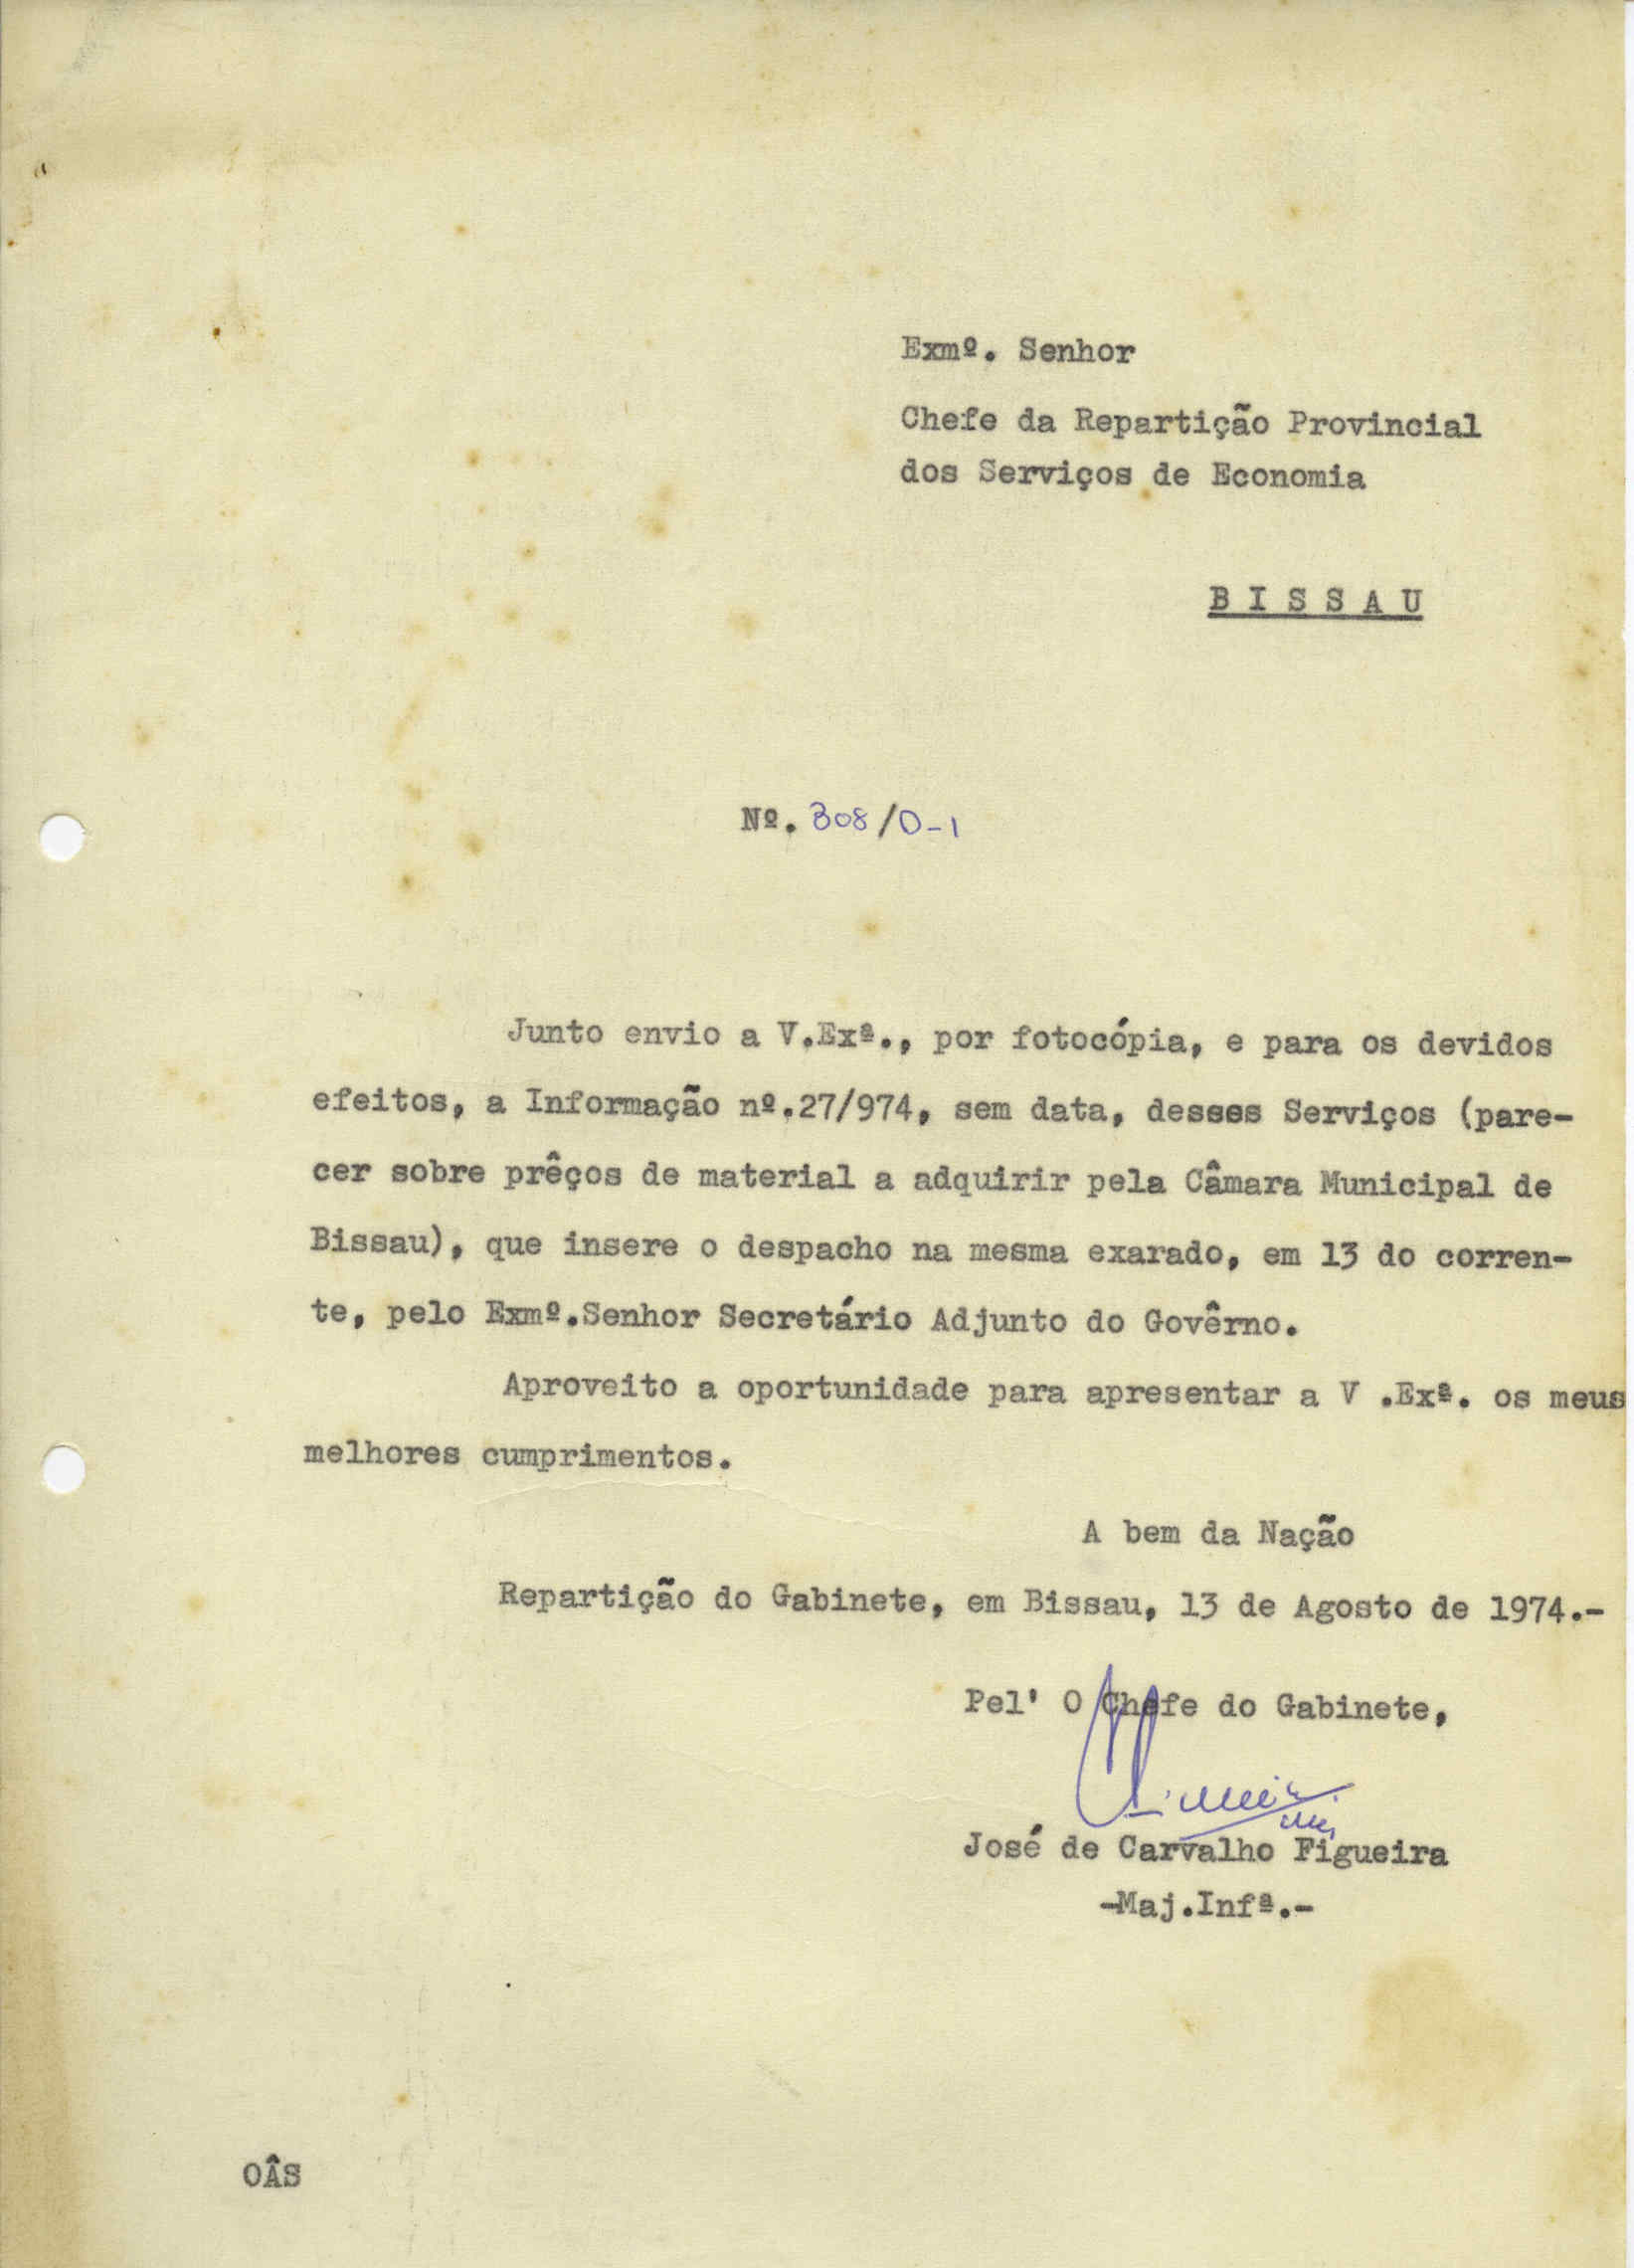 Exmº. Senhor
Chefe da Repartição Provincial
dos Serviços de Economia
B I S S A U
Nº. 308/D-1
Junto envio a V.Exª., por fotocópia, e para os devidos
efeitos, a Informação nº.27/974, sem data, desses Serviços (pare-
cer sobre prêços de material a adquirir pela Câmara Municipal de
Bissau), que insere o despacho na mesma exarado, em 13 do corren-
te, pelo Exmº.Senhor Secretário Adjunto do Govêrno.
Aproveito a oportunidade para apresentar a V .Exª. os meus
melhores cumprimentos.
A bem da Nação
Repartição do Gabinete, em Bissau, 13 de Agosto de 1974.-
Pel' O Chefe do Gabinete,
José de Carvalho Figueira
-Maj.Infª.-
OÂS